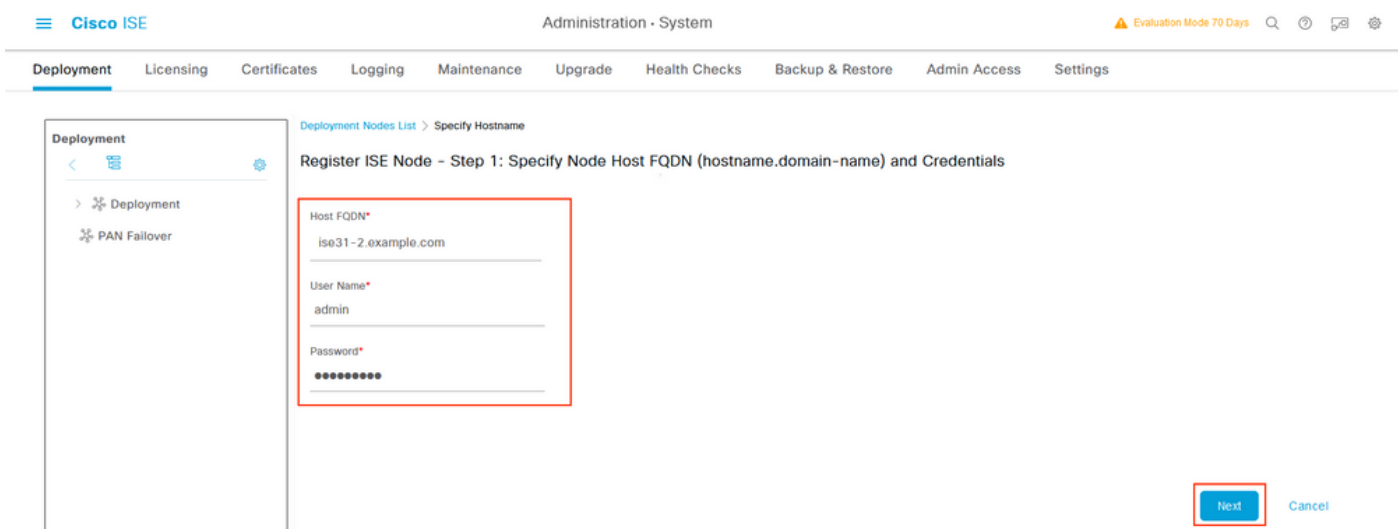 Cisco ISE
Administration · System
Evaluation Mode 70 Days
Deployment Licensing Certificates Logging Maintenance Upgrade Health Checks Backup & Restore Admin Access Settings
Deployment
Deployment
PAN Failover
Deployment Nodes List > Specify Hostname
Register ISE Node - Step 1: Specify Node Host FQDN (hostname.domain-name) and Credentials
Host FQDN*
ise31-2.example.com
User Name*
admin
Password*
•••••••••
Next Cancel